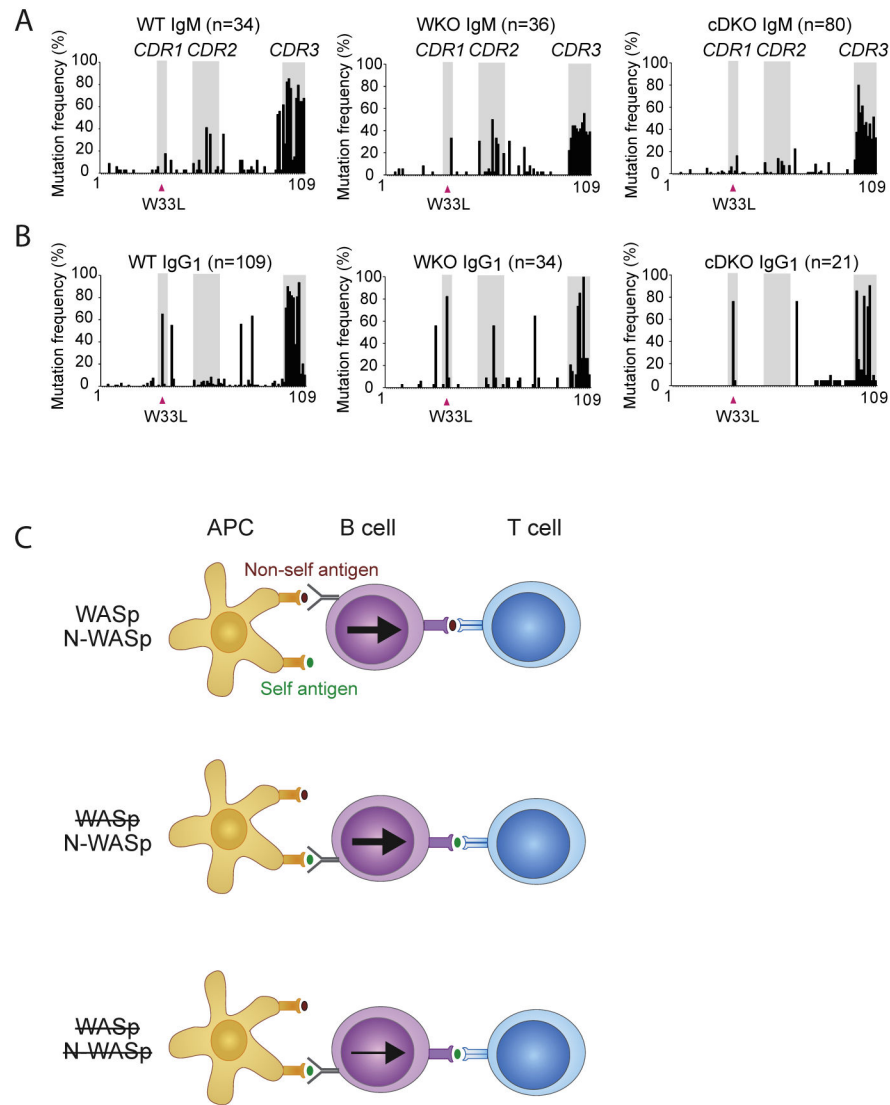 A
WT IgM (n=34)
WKO IgM (n=36)
cDKO IgM (n=80)
CDR1 CDR2 CDR3
CDR1 CDR2 CDR3
CDR1 CDR2 CDR3
Mutation frequency (%)
100
80
60
40
20
0
1
109
W33L
Mutation frequency (%)
100
80
60
40
20
0
1
109
W33L
Mutation frequency (%)
100
80
60
40
20
0
1
109
W33L
B
WT IgG1 (n=109)
WKO IgG1 (n=34)
cDKO IgG1 (n=21)
Mutation frequency (%)
100
80
60
40
20
0
1
109
W33L
Mutation frequency (%)
100
80
60
40
20
0
1
109
W33L
Mutation frequency (%)
100
80
60
40
20
0
1
109
W33L
C
APC
B cell
T cell
Non-self antigen
WASp
N-WASp
Self antigen
WASp
N-WASp
WASp
N-WASp